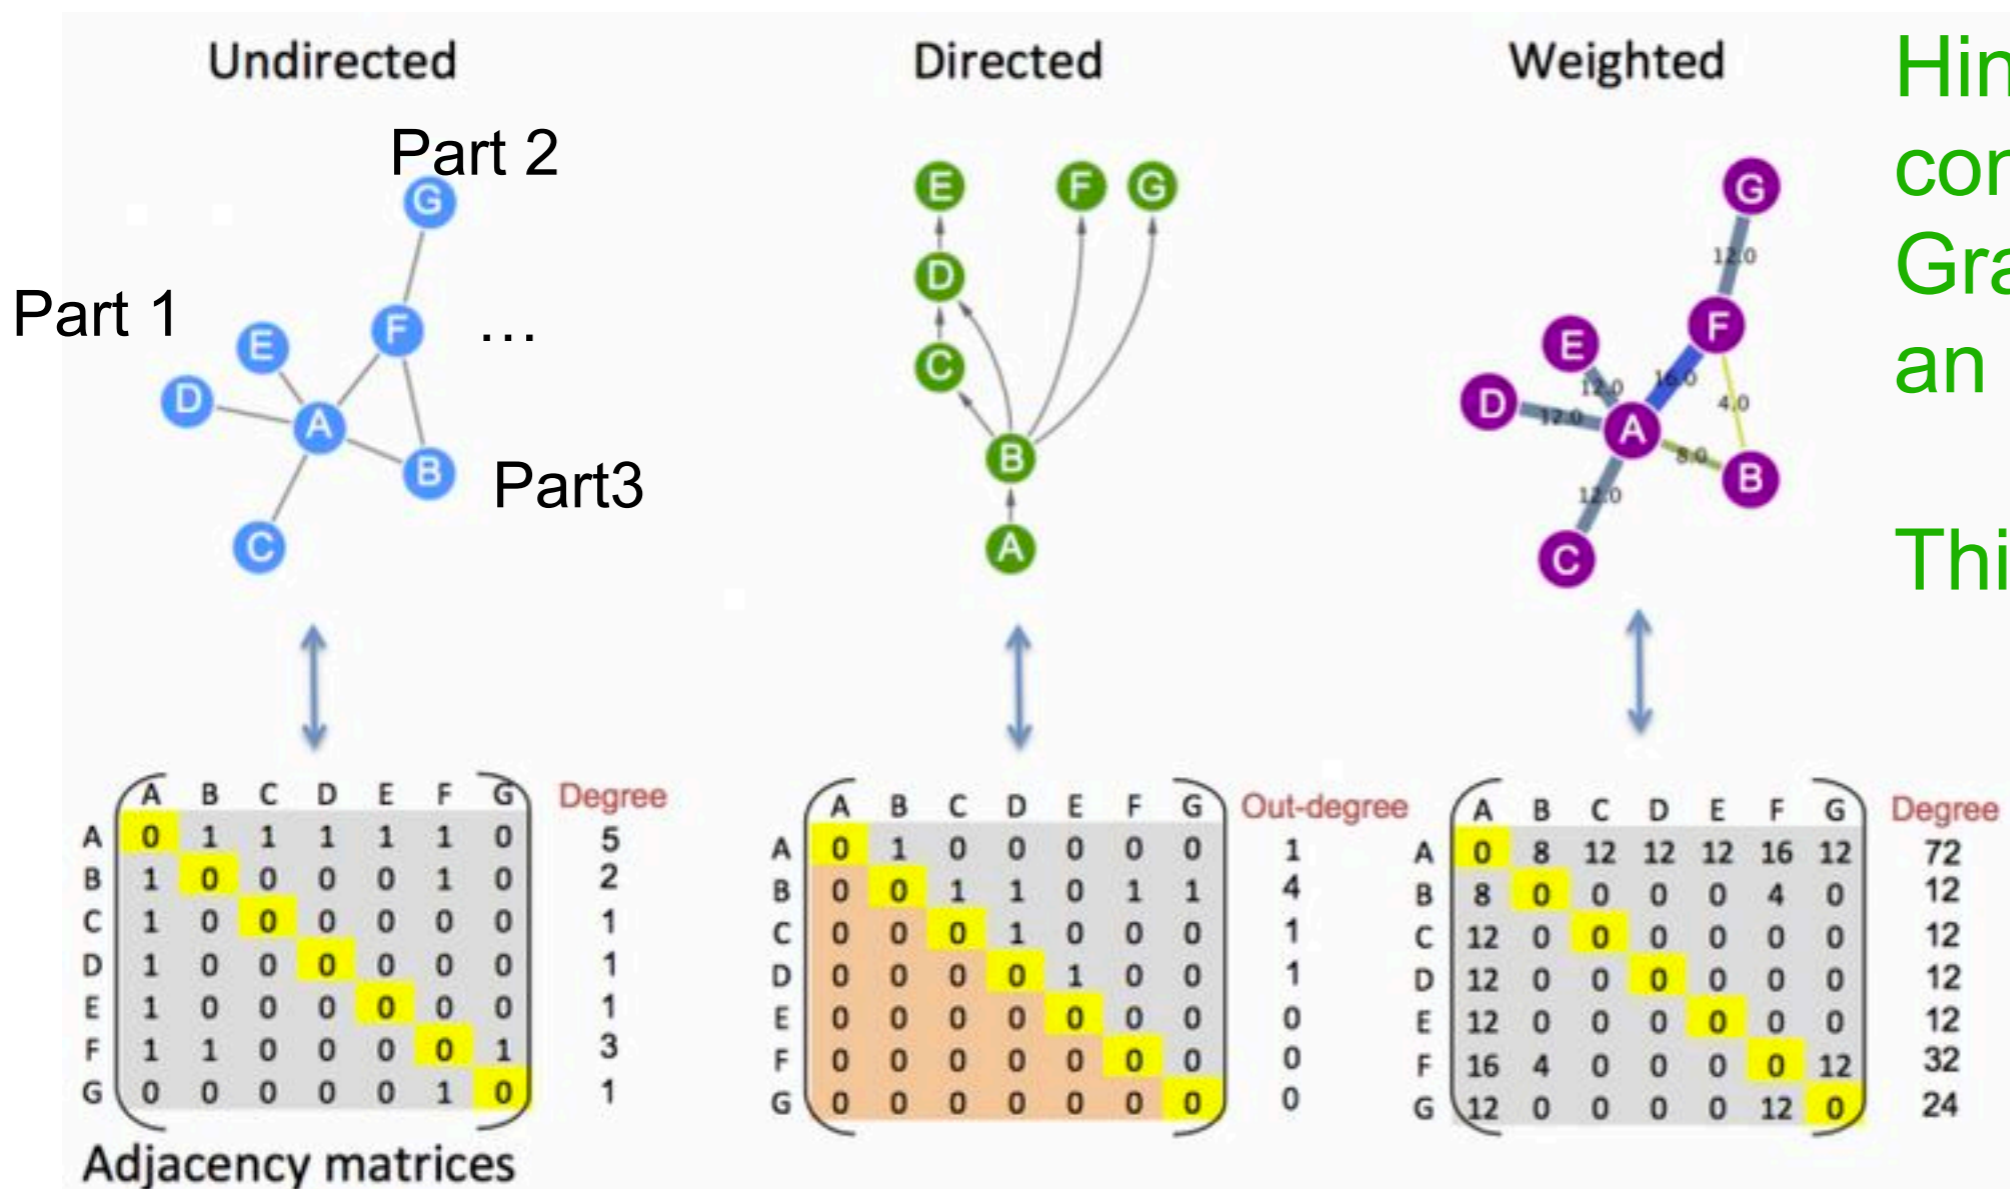 Undirected
Directed
Weighted
Part 2
Part 1
...
Part3
G
F
E
D
A
B
C
E
F
G
D
C
B
A
G
12.0
F
E
12.0
16.0
D
12.0
A
4.0
8.0
B
12.0
C
A B C D E F G Degree
A 0 1 1 1 1 1 0 5
B 1 0 0 0 0 1 0 2
C 1 0 0 0 0 0 0 1
D 1 0 0 0 0 0 0 1
E 1 0 0 0 0 0 0 1
F 1 1 0 0 0 0 1 3
G 0 0 0 0 0 1 0 1
Adjacency matrices
A B C D E F G Out-degree
A 0 1 0 0 0 0 0 1
B 0 0 1 1 0 1 1 4
C 0 0 0 1 0 0 0 1
D 0 0 0 0 1 0 0 1
E 0 0 0 0 0 0 0 0
F 0 0 0 0 0 0 0 0
G 0 0 0 0 0 0 0 0
A B C D E F G Degree
A 0 8 12 12 12 16 12 72
B 8 0 0 0 0 4 0 12
C 12 0 0 0 0 0 0 12
D 12 0 0 0 0 0 0 12
E 12 0 0 0 0 0 0 12
F 16 4 0 0 0 0 12 32
G 12 0 0 0 0 12 0 24
an